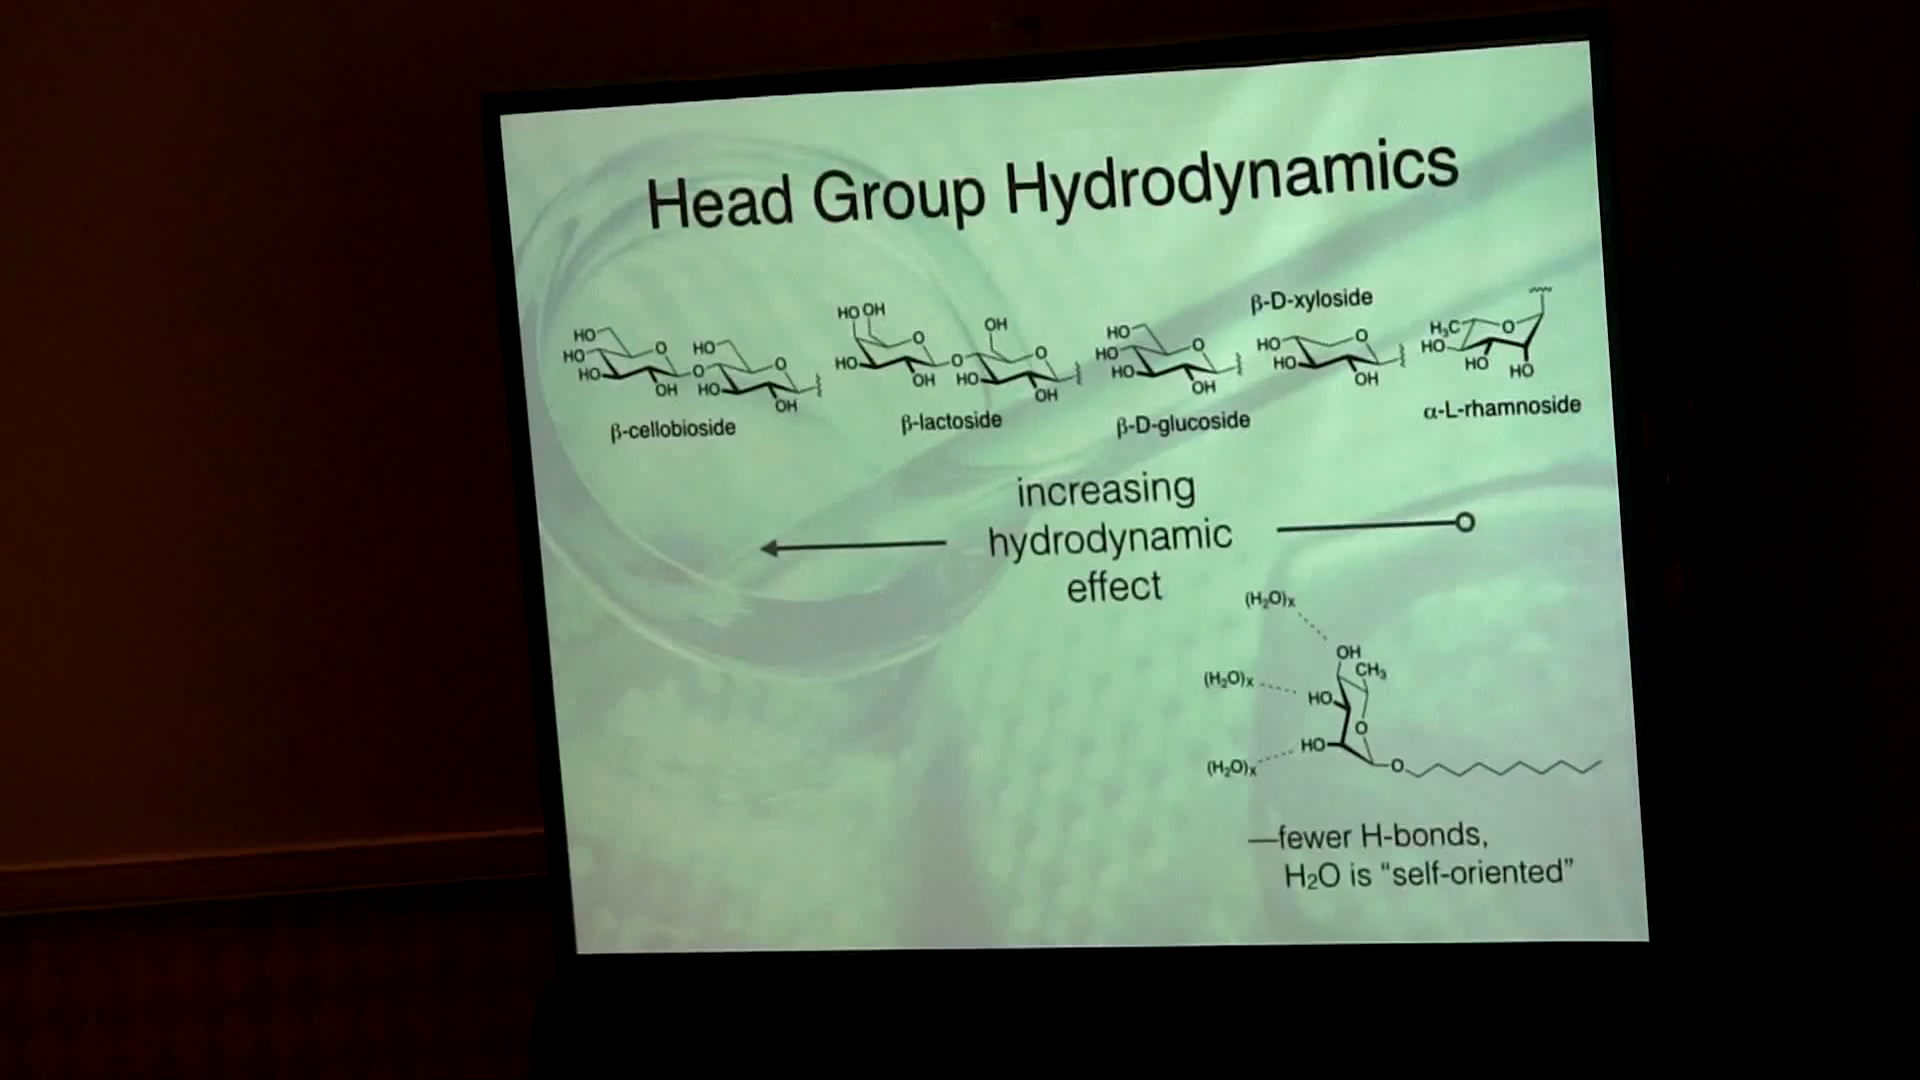 Head Group Hydrodynamics
HO
HO
HO
O
OH
O
HO
HO
O
OH
β-cellobioside
HO OH
HO
O
OH
O
OH
HO
O
OH
β-lactoside
HO
HO
HO
O
OH
β-D-glucoside
β-D-xyloside
HO
HO
O
OH
H₃C
HO
O
HO
HO
α-L-rhamnoside
increasing
hydrodynamic
effect
(H₂O)x
OH
CH₃
(H₂O)x
HO
O
HO
(H₂O)x
O
—fewer H-bonds,
H₂O is “self-oriented”